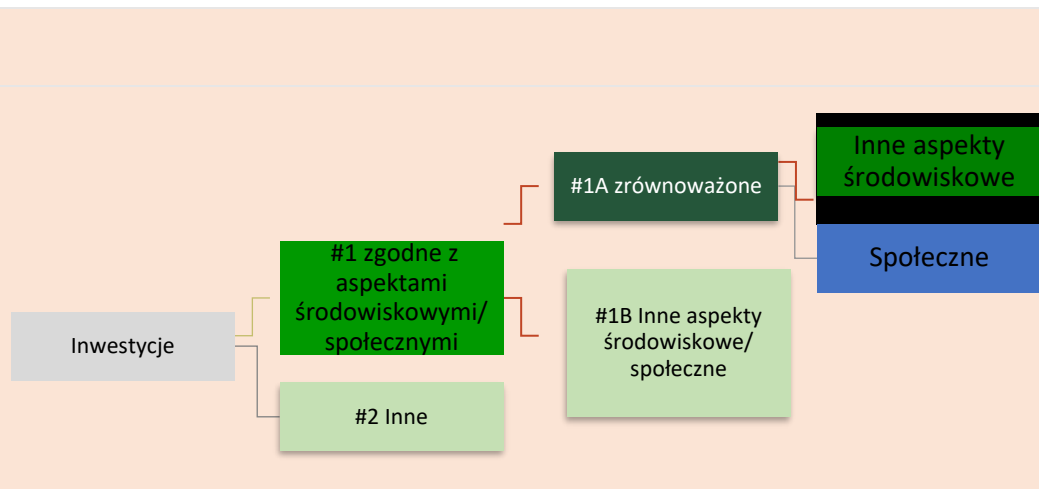 Inwestycje
#1 zgodne z
aspektami
środowiskowymi/
społecznymi
#2 Inne
#1A zrównoważone
#1B Inne aspekty
środowiskowe/
społeczne
Inne aspekty
środowiskowe
Społeczne